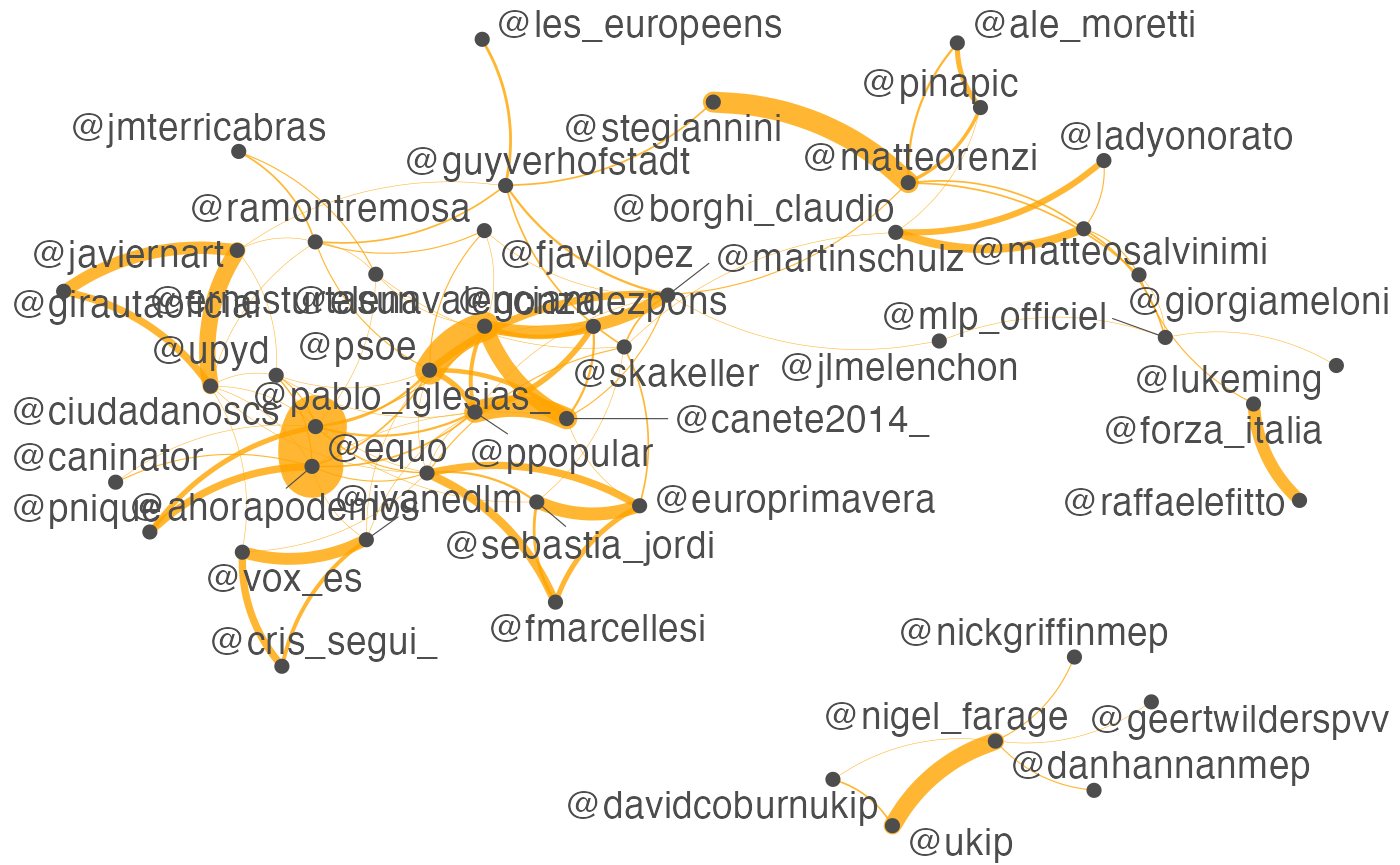 @les_europeens
@ale_moretti
@pinapic
@jmterricabras
@stegiannini
@ladyonorato
@guyverhofstadt
@matteorenzi
@ramontremosa
@borghi_claudio
@javiernart
@fjavilopez
@martinschulz
@matteosalvinimi
@girautaoficial
@ernesturtasun
@elenavalenciano
@gonzalezpons
@giorgiameloni
@mlp_officiel
@upyd
@psoe
@skakeller
@jlmelenchon
@lukeming
@pablo_iglesias_
@ciudadanoscs
@canete2014_
@forza_italia
@caninator
@equo
@ppopular
@pnique
@ahorapodemos
@ivanedlm
@europrimavera
@raffaelefitto
@sebastia_jordi
@vox_es
@fmarcellesi
@cris_segui_
@nickgriffinmep
@nigel_farage
@geertwilderspvv
@danhannanmep
@davidcoburnukip
@ukip